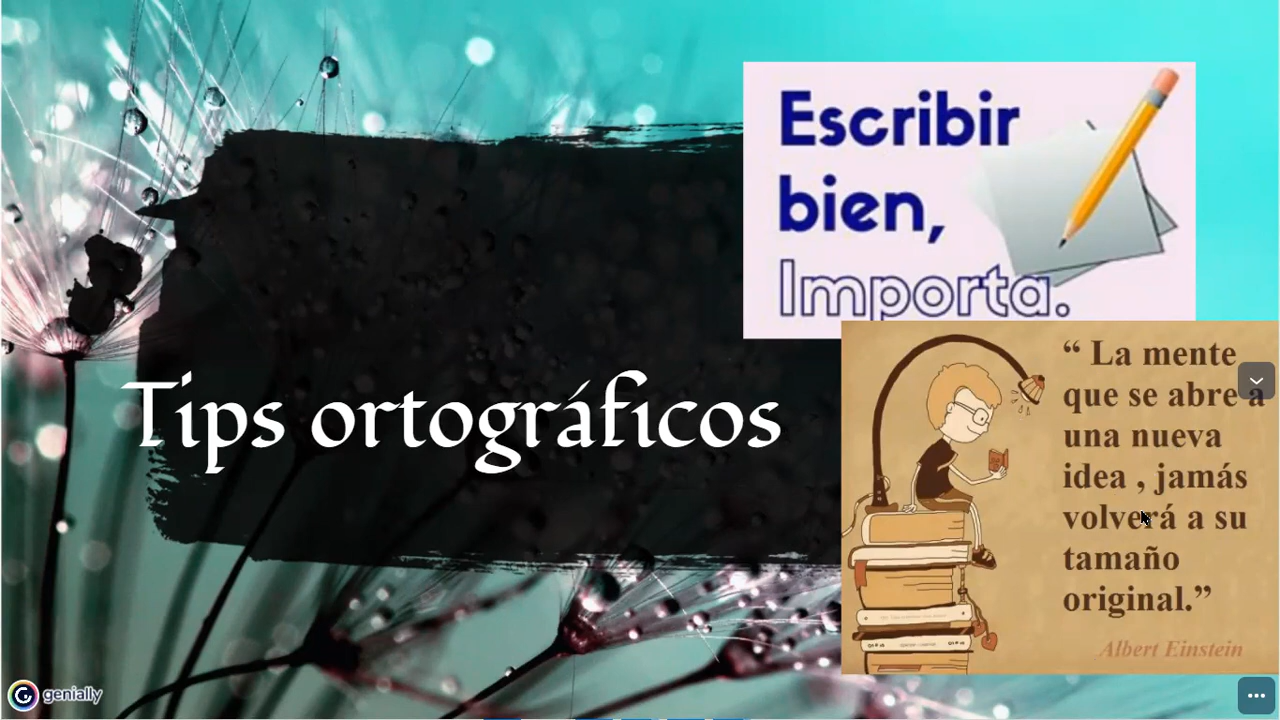 Escribir
bien,
Importa.
Tips ortográficos
“ La mente
que se abre a
una nueva
idea , jamás
volverá a su
tamaño
original.”
Albert Einstein
genially